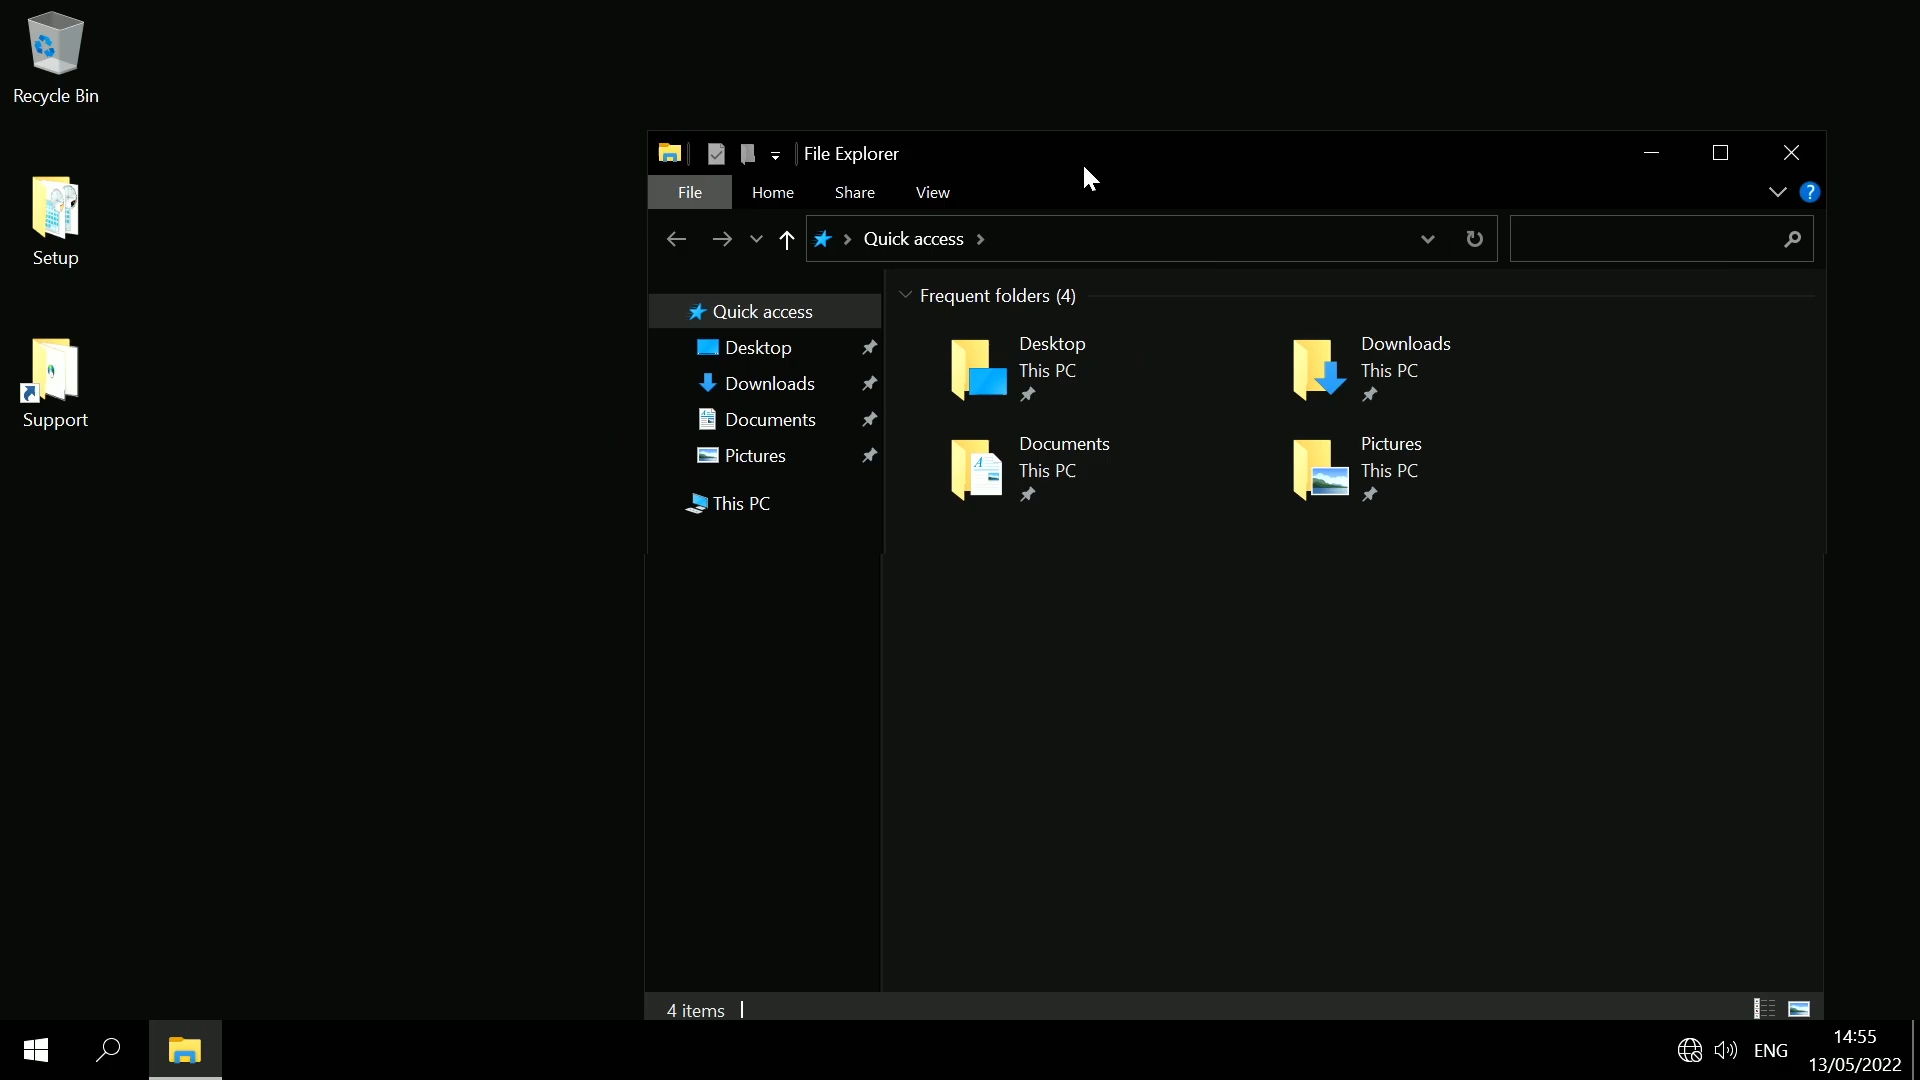 Recycle Bin
Setup
Support
File Explorer
File Home Share View
?
Quick access
Quick access
Desktop
Downloads
Documents
Pictures
This PC
Frequent folders (4)
Desktop
This PC
Downloads
This PC
Documents
This PC
Pictures
This PC
4 items
ENG
14:55
13/05/2022